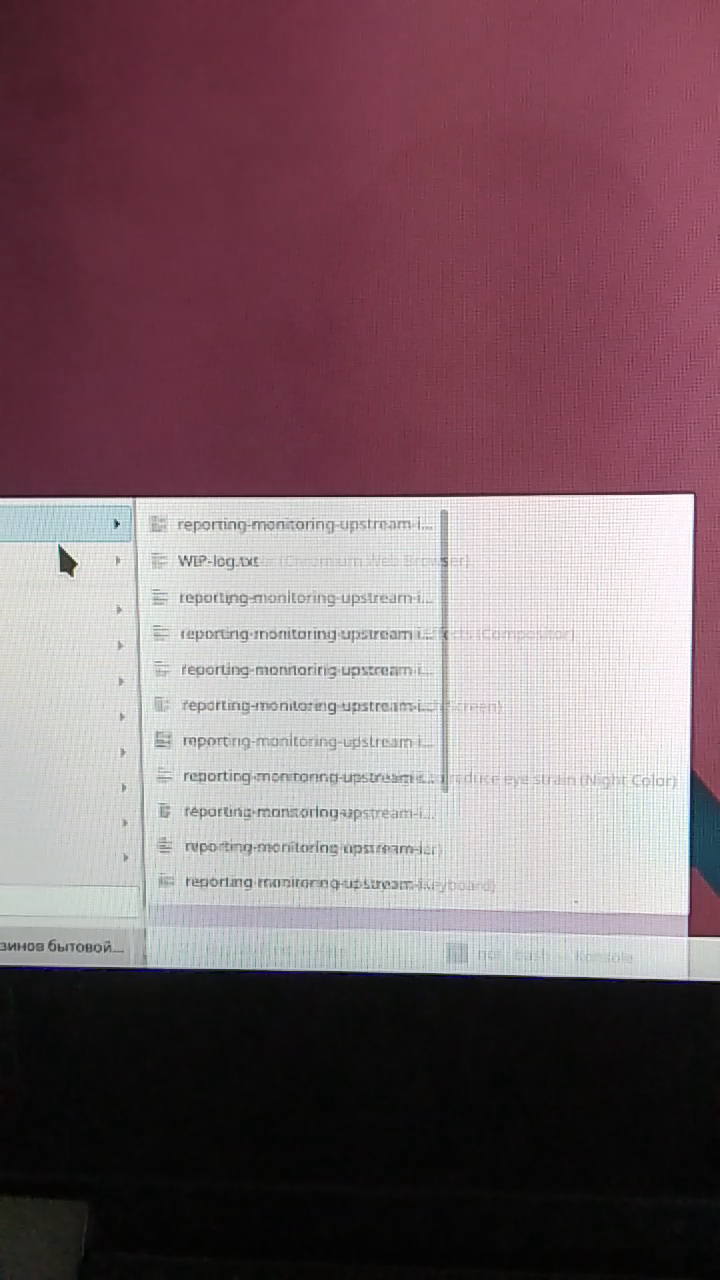 reporting-monitoring-upstream-i...
WIP-log.txt (Chromium Web Browser)
reporting-monitoring-upstream-i...
reporting-monitoring-upstream-i... (Compositor)
reporting-monitoring-upstream-i...
reporting-monitoring-upstream-i...
reporting-monitoring-upstream-i...
reporting-monitoring-upstream-i... reduce eye strain (Night Color)
reporting-monitoring-upstream-i...
reporting-monitoring-upstream-i
reporting-monitoring-upstream-i
зинов бытовой...
Konsole